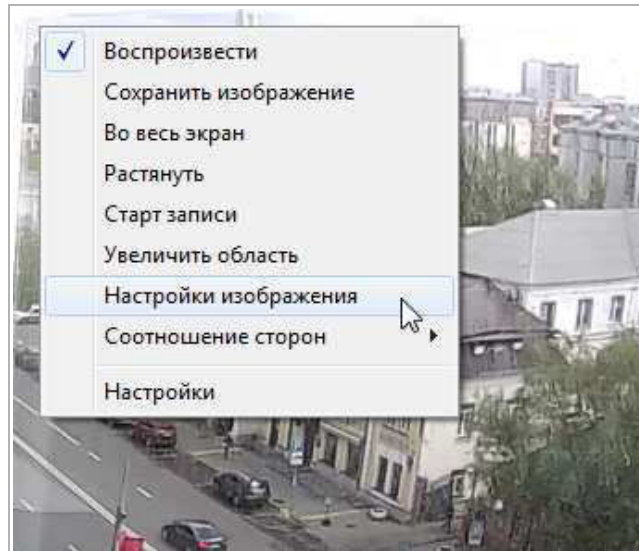 Воспроизвести
Сохранить изображение
Во весь экран
Растянуть
Старт записи
Увеличить область
Настройки изображения
Соотношение сторон
Настройки